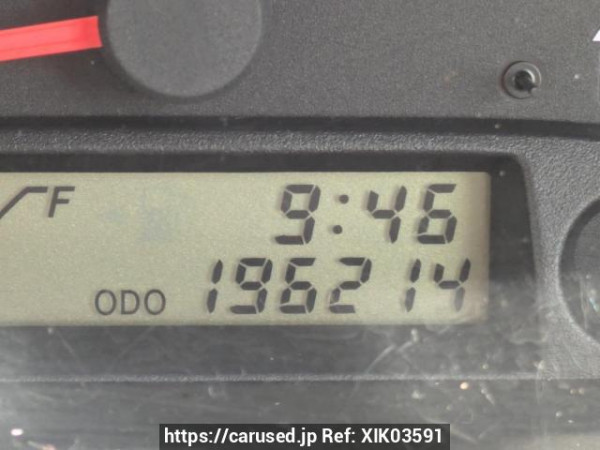 F
9:46
ODO 196214
https://carused.jp Ref: XIK03591